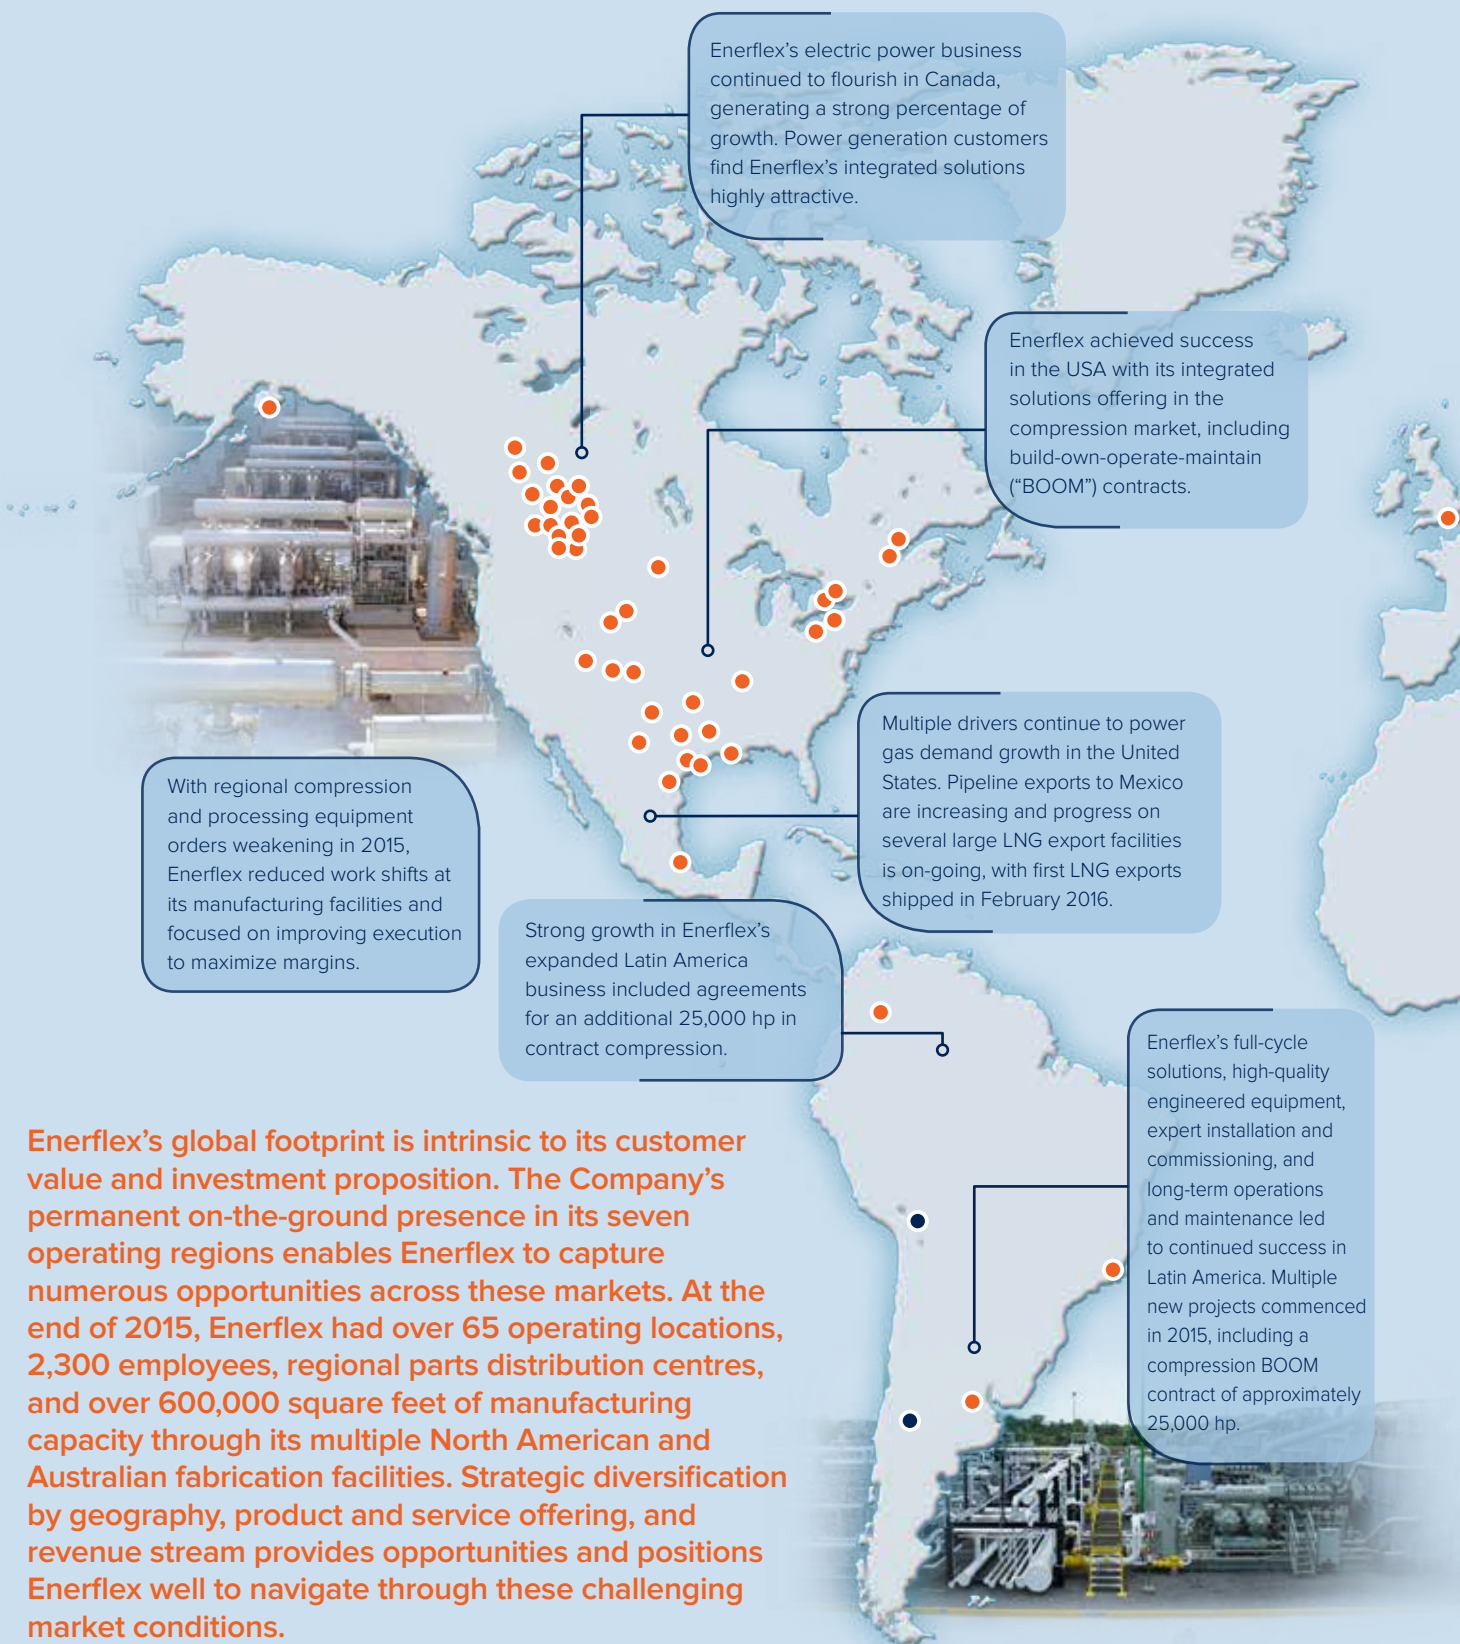 Enerflex’s electric power business
continued to flourish in Canada,
generating a strong percentage of
growth. Power generation customers
find Enerflex’s integrated solutions
highly attractive.
Enerflex achieved success
in the USA with its integrated
solutions offering in the
compression market, including
build-own-operate-maintain
(“BOOM”) contracts.
Multiple drivers continue to power
gas demand growth in the United
States. Pipeline exports to Mexico
are increasing and progress on
several large LNG export facilities
is on-going, with first LNG exports
shipped in February 2016.
With regional compression
and processing equipment
orders weakening in 2015,
Enerflex reduced work shifts at
its manufacturing facilities and
focused on improving execution
to maximize margins.
Strong growth in Enerflex’s
expanded Latin America
business included agreements
for an additional 25,000 hp in
contract compression.
Enerflex’s full-cycle
solutions, high-quality
engineered equipment,
expert installation and
commissioning, and
long-term operations
and maintenance led
to continued success in
Latin America. Multiple
new projects commenced
in 2015, including a
compression BOOM
contract of approximately
25,000 hp.
Enerflex’s global footprint is intrinsic to its customer
value and investment proposition. The Company’s
permanent on-the-ground presence in its seven
operating regions enables Enerflex to capture
numerous opportunities across these markets. At the
end of 2015, Enerflex had over 65 operating locations,
2,300 employees, regional parts distribution centres,
and over 600,000 square feet of manufacturing
capacity through its multiple North American and
Australian fabrication facilities. Strategic diversification
by geography, product and service offering, and
revenue stream provides opportunities and positions
Enerflex well to navigate through these challenging
market conditions.